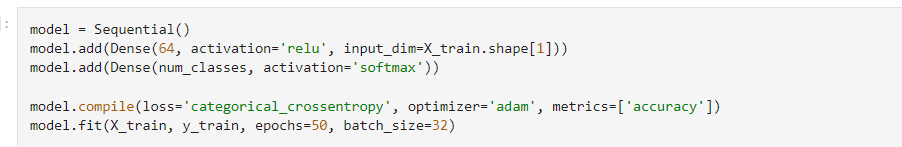 ]:
model = Sequential()
model.add(Dense(64, activation='relu', input_dim=X_train.shape[1]))
model.add(Dense(num_classes, activation='softmax'))
model.compile(loss='categorical_crossentropy', optimizer='adam', metrics=['accuracy'])
model.fit(X_train, y_train, epochs=50, batch_size=32)